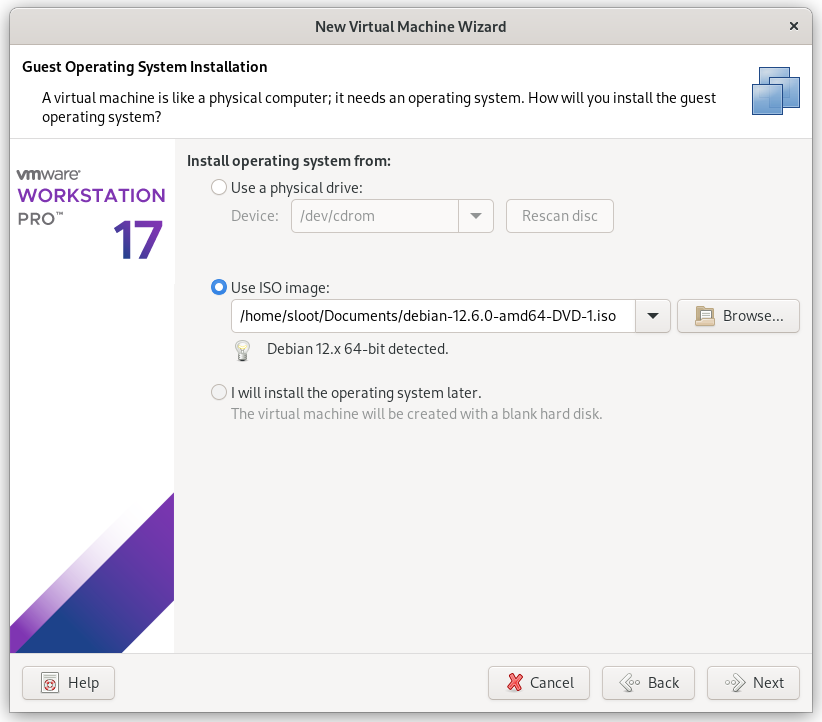 New Virtual Machine Wizard
Guest Operating System Installation
A virtual machine is like a physical computer; it needs an operating system. How will you install the guest
operating system?
vmware®
WORKSTATION
PRO™
17
Install operating system from:
Use a physical drive:
Device: /dev/cdrom Rescan disc
Use ISO image:
/home/sloot/Documents/debian-12.6.0-amd64-DVD-1.iso Browse...
Debian 12.x 64-bit detected.
I will install the operating system later.
The virtual machine will be created with a blank hard disk.
Help Cancel Back Next